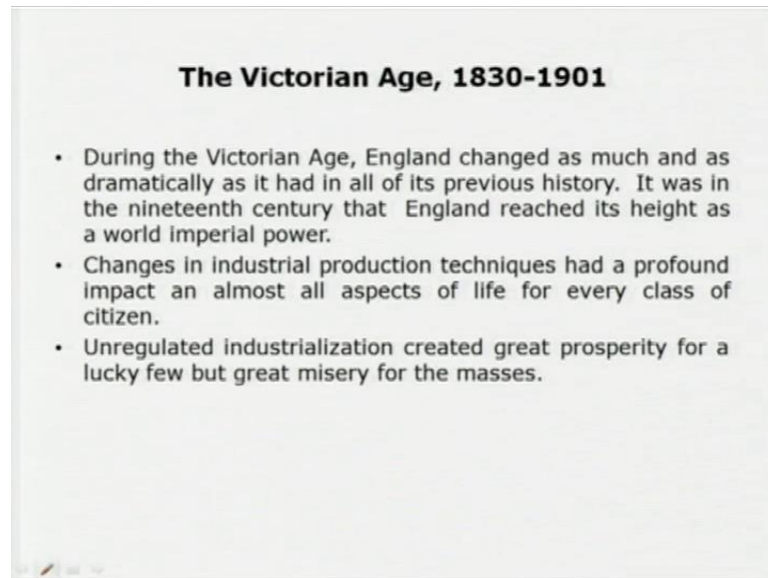 The Victorian Age, 1830-1901
• During the Victorian Age, England changed as much and as
dramatically as it had in all of its previous history. It was in
the nineteenth century that England reached its height as
a world imperial power.
• Changes in industrial production techniques had a profound
impact an almost all aspects of life for every class of
citizen.
• Unregulated industrialization created great prosperity for a
lucky few but great misery for the masses.